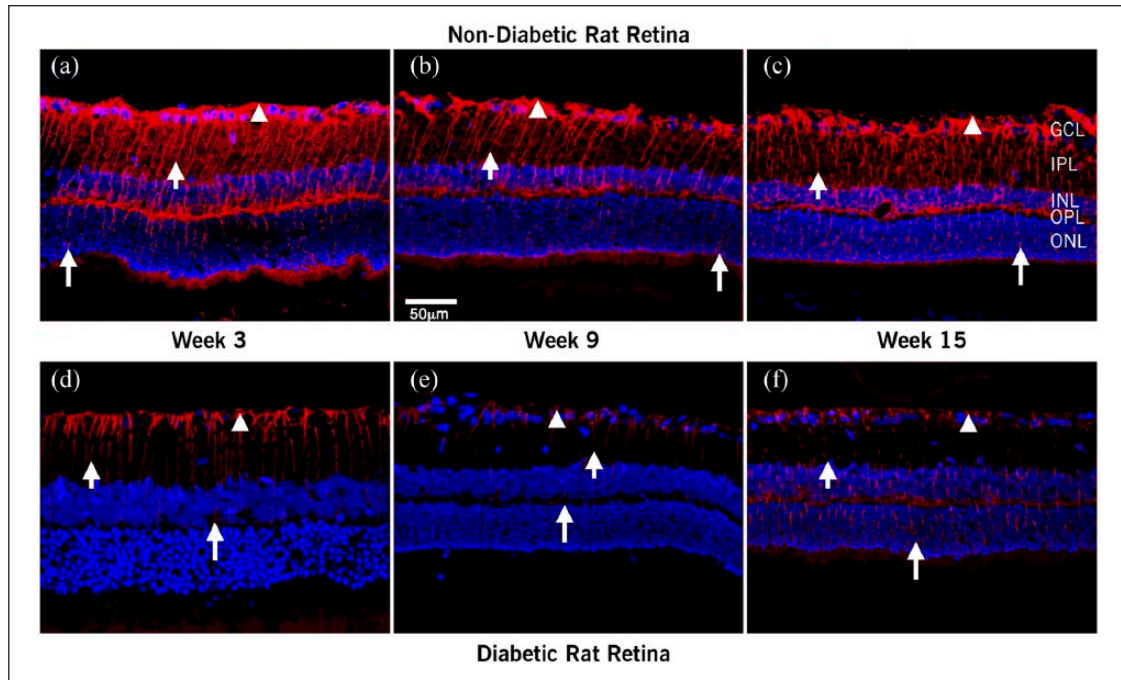 Non-Diabetic Rat Retina
(a)
(b)
(c)
GCL
IPL
INL
OPL
ONL
50μm
Week 3
Week 9
Week 15
(d)
(e)
(f)
Diabetic Rat Retina